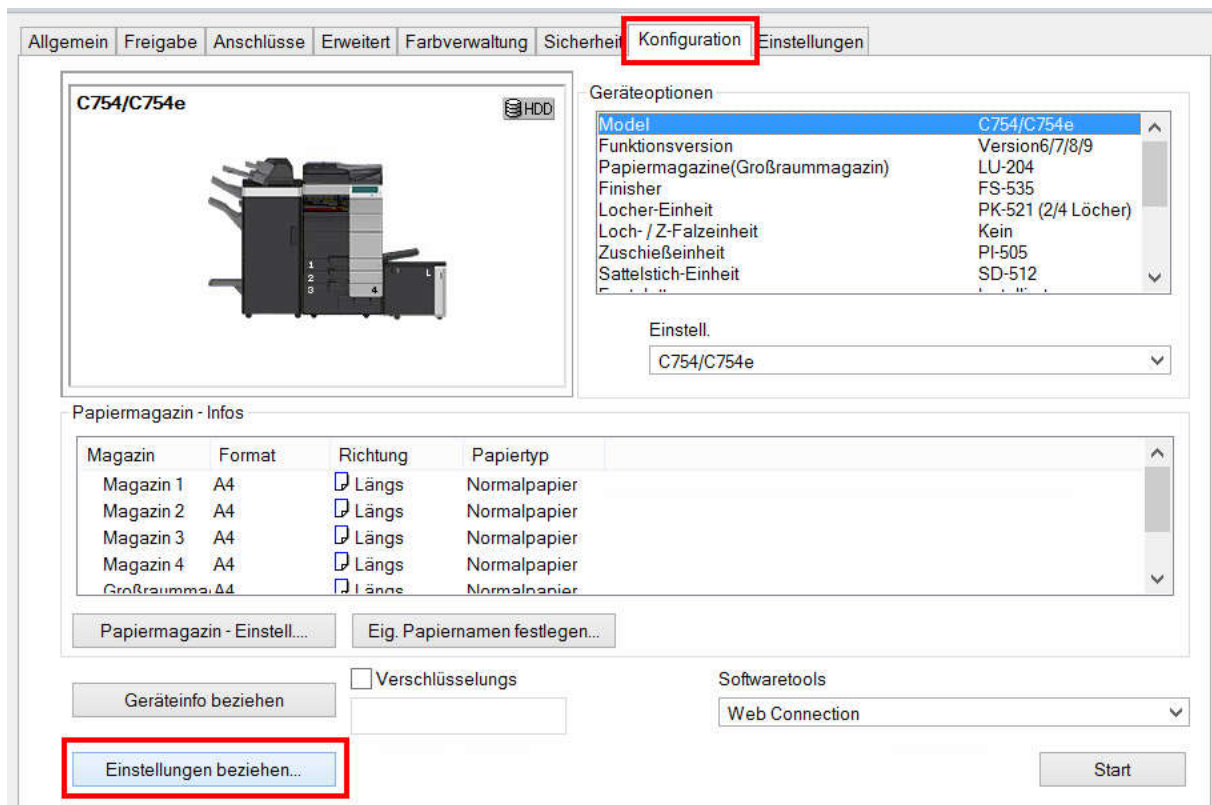 Allgemein Freigabe Anschlüsse Erweitert Farbverwaltung Sicherheit Konfiguration Einstellungen
C754/C754e
HDD
1
2
3
4
L
Geräteoptionen
Model C754/C754e
Funktionsversion Version6/7/8/9
Papiermagazine(Großraummagazin) LU-204
Finisher FS-535
Locher-Einheit PK-521 (2/4 Löcher)
Loch- / Z-Falzeinheit Kein
Zuschießeinheit PI-505
Sattelstich-Einheit SD-512
Einstell.
C754/C754e
Papiermagazin - Infos
Magazin Format Richtung Papiertyp
Magazin 1 A4 Längs Normalpapier
Magazin 2 A4 Längs Normalpapier
Magazin 3 A4 Längs Normalpapier
Magazin 4 A4 Längs Normalpapier
Großraumma A4 Längs Normalpapier
Papiermagazin - Einstell.... Eig. Papiernamen festlegen...
Geräteinfo beziehen
Verschlüsselungs
Softwaretools
Web Connection
Einstellungen beziehen...
Start